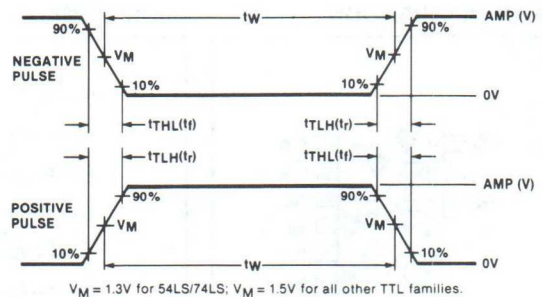 tW
AMP (V)
90%
90%
VM
VM
NEGATIVE
PULSE
10%
10%
0V
tTHL(tf)
tTLH(tr)
tTLH(tr)
tTHL(tf)
AMP (V)
90%
90%
POSITIVE
PULSE
VM
VM
10%
10%
tW
0V
VM = 1.3V for 54LS/74LS; VM = 1.5V for all other TTL families.